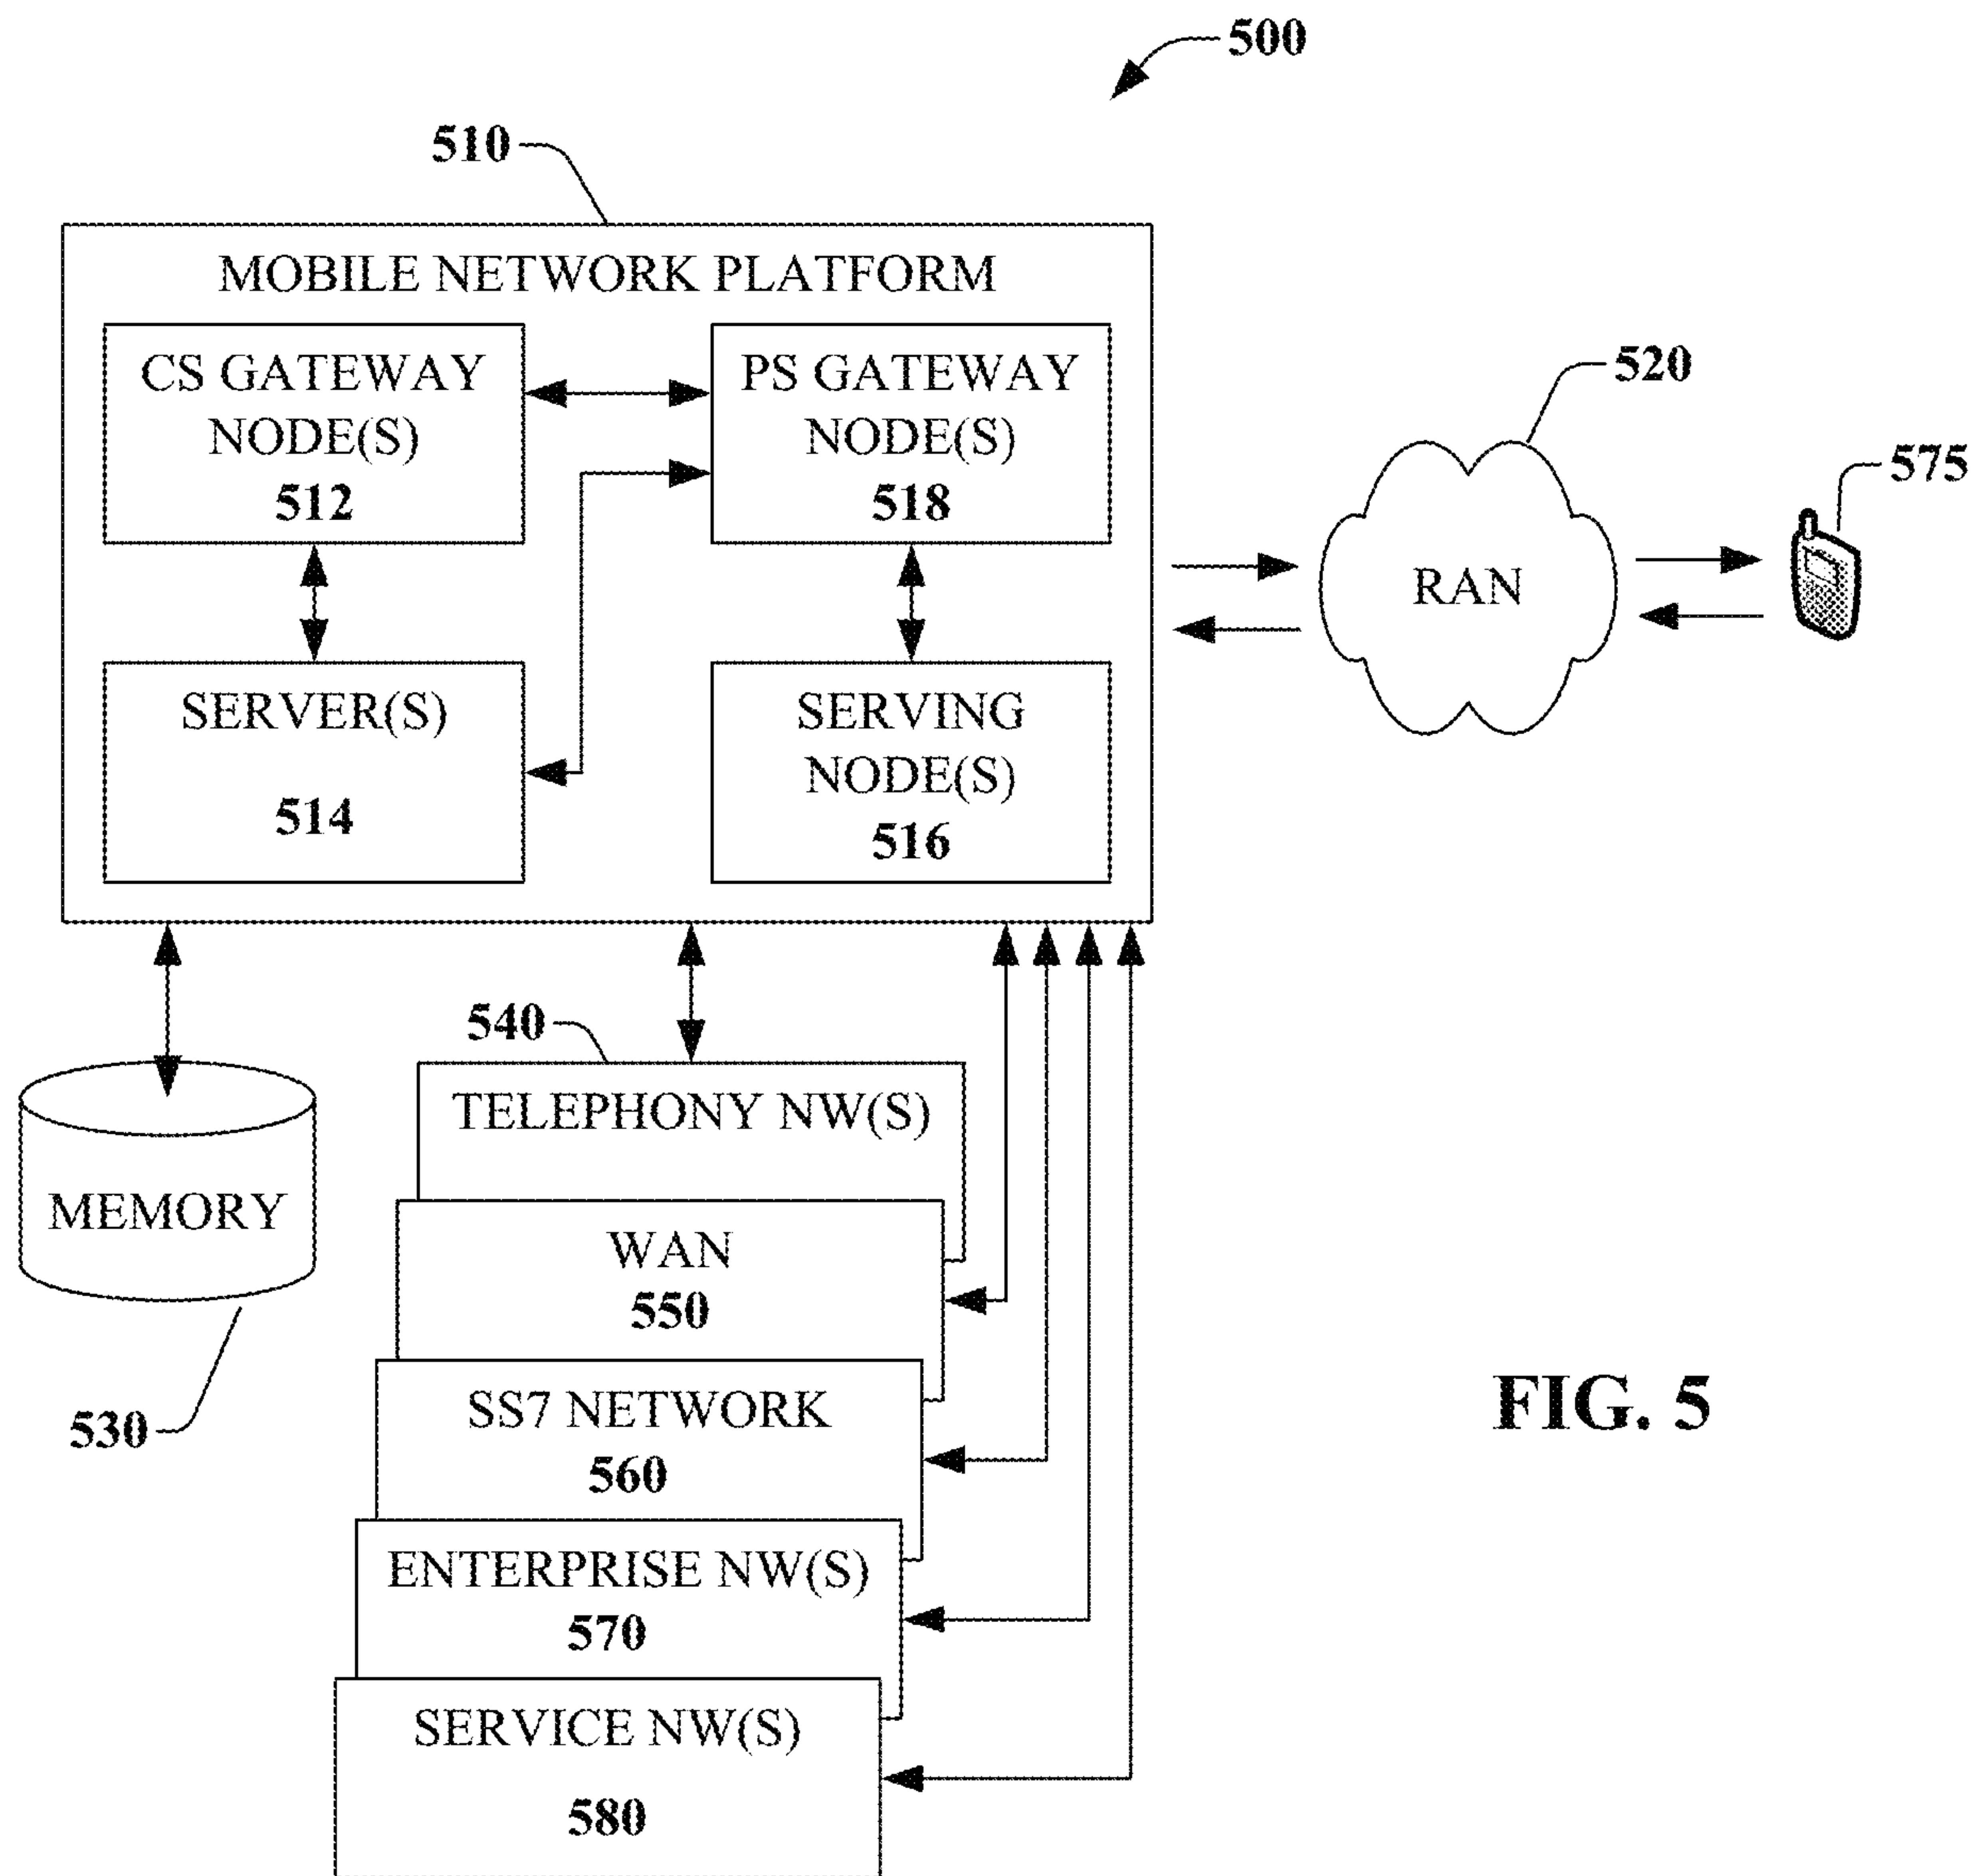 500
510
MOBILE NETWORK PLATFORM
CS GATEWAY
NODE(S)
512
PS GATEWAY
NODE(S)
518
SERVER(S)
514
SERVING
NODE(S)
516
520
RAN
575
540
TELEPHONY NW(S)
MEMORY
530
WAN
550
SS7 NETWORK
560
ENTERPRISE NW(S)
570
SERVICE NW(S)
580
FIG. 5